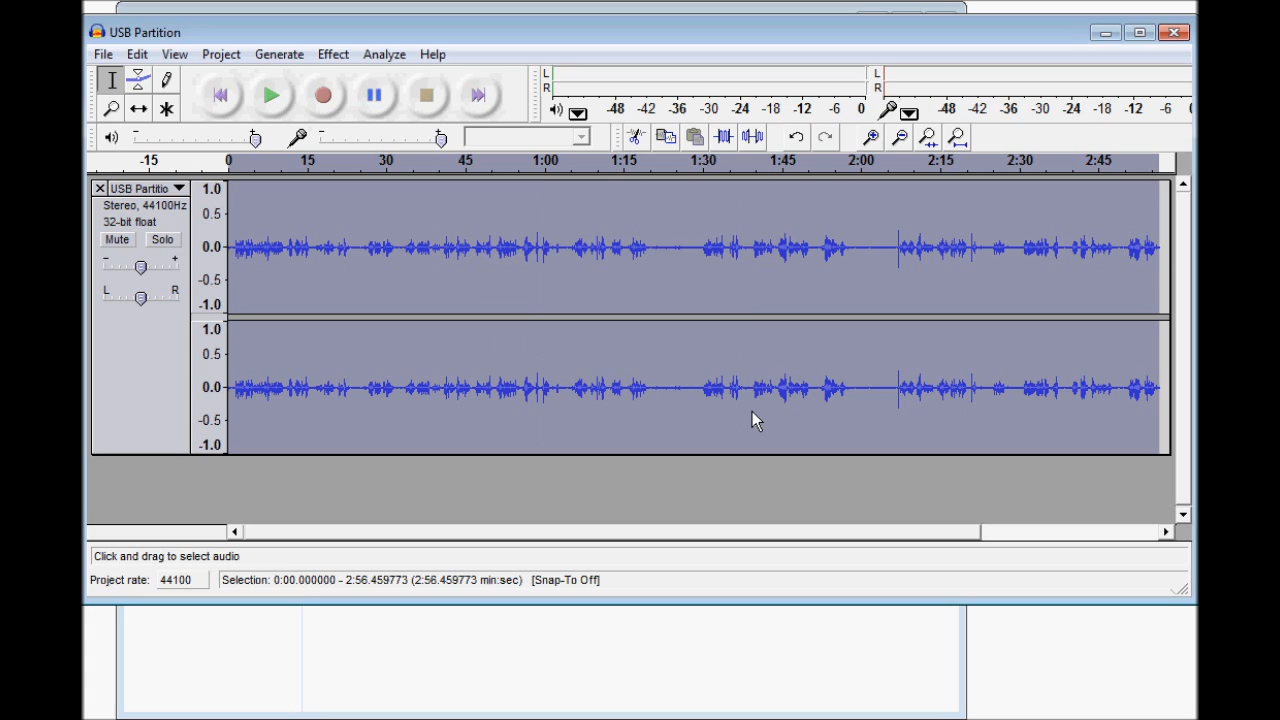 USB Partition
File Edit View Project Generate Effect Analyze Help
L
R
-48 -42 -36 -30 -24 -18 -12 -6 0
L
R
-48 -42 -36 -30 -24 -18 -12 -6
- +
- +
-15 0 15 30 45 1:00 1:15 1:30 1:45 2:00 2:15 2:30 2:45
USB Partitio
Stereo, 44100Hz
32-bit float
Mute Solo
- +
L R
1.0
0.5
0.0
-0.5
-1.0
1.0
0.5
0.0
-0.5
-1.0
Click and drag to select audio
Project rate: 44100 Selection: 0:00.000000 - 2:56.459773 (2:56.459773 min:sec) [Snap-To Off]